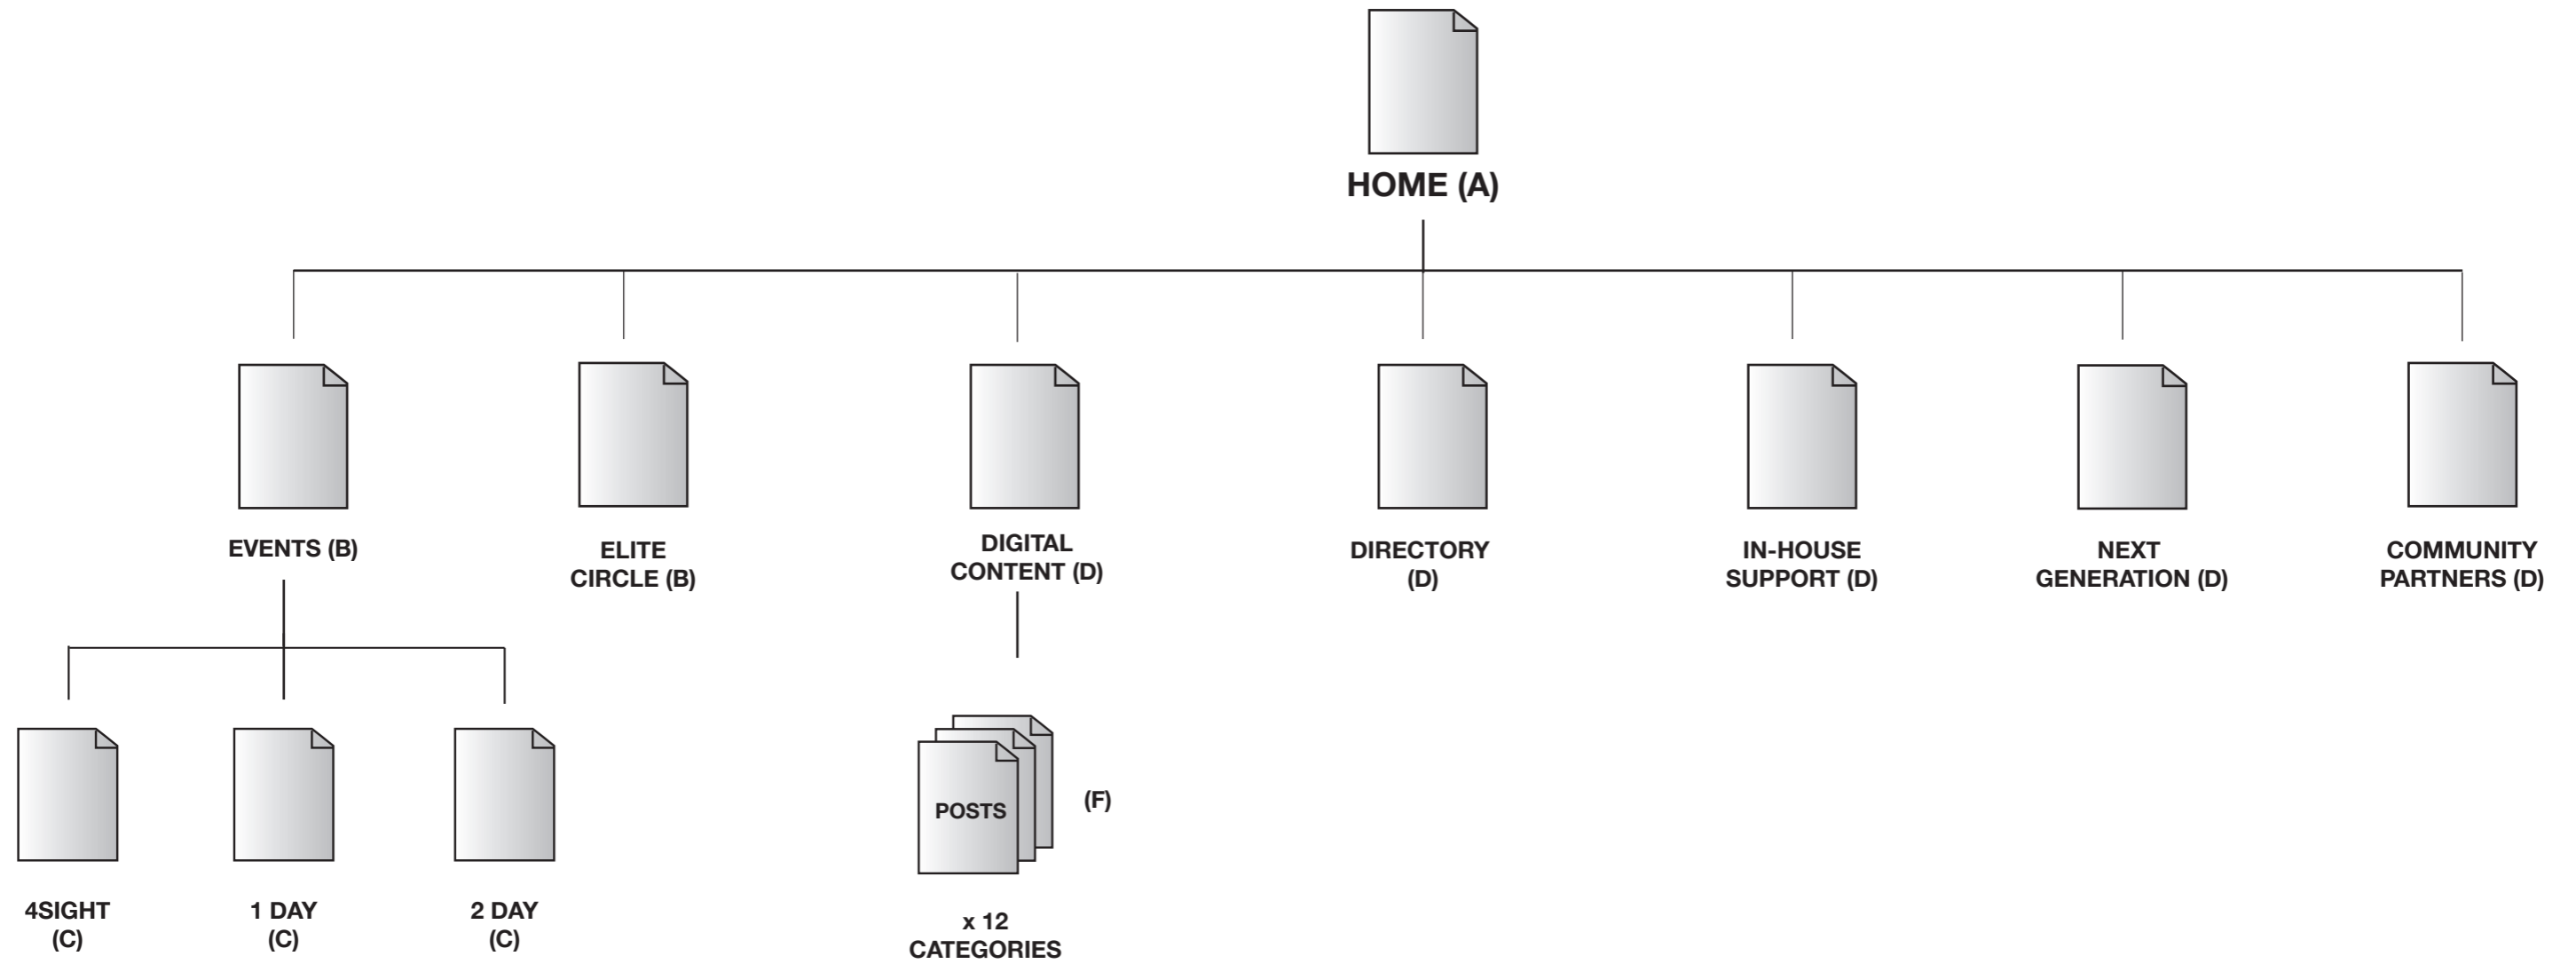 HOME (A)
EVENTS (B)
ELITE
CIRCLE (B)
DIGITAL
CONTENT (D)
DIRECTORY
(D)
IN-HOUSE
SUPPORT (D)
NEXT
GENERATION (D)
COMMUNITY
PARTNERS (D)
4SIGHT
(C)
1 DAY
(C)
2 DAY
(C)
POSTS
(F)
x 12
CATEGORIES